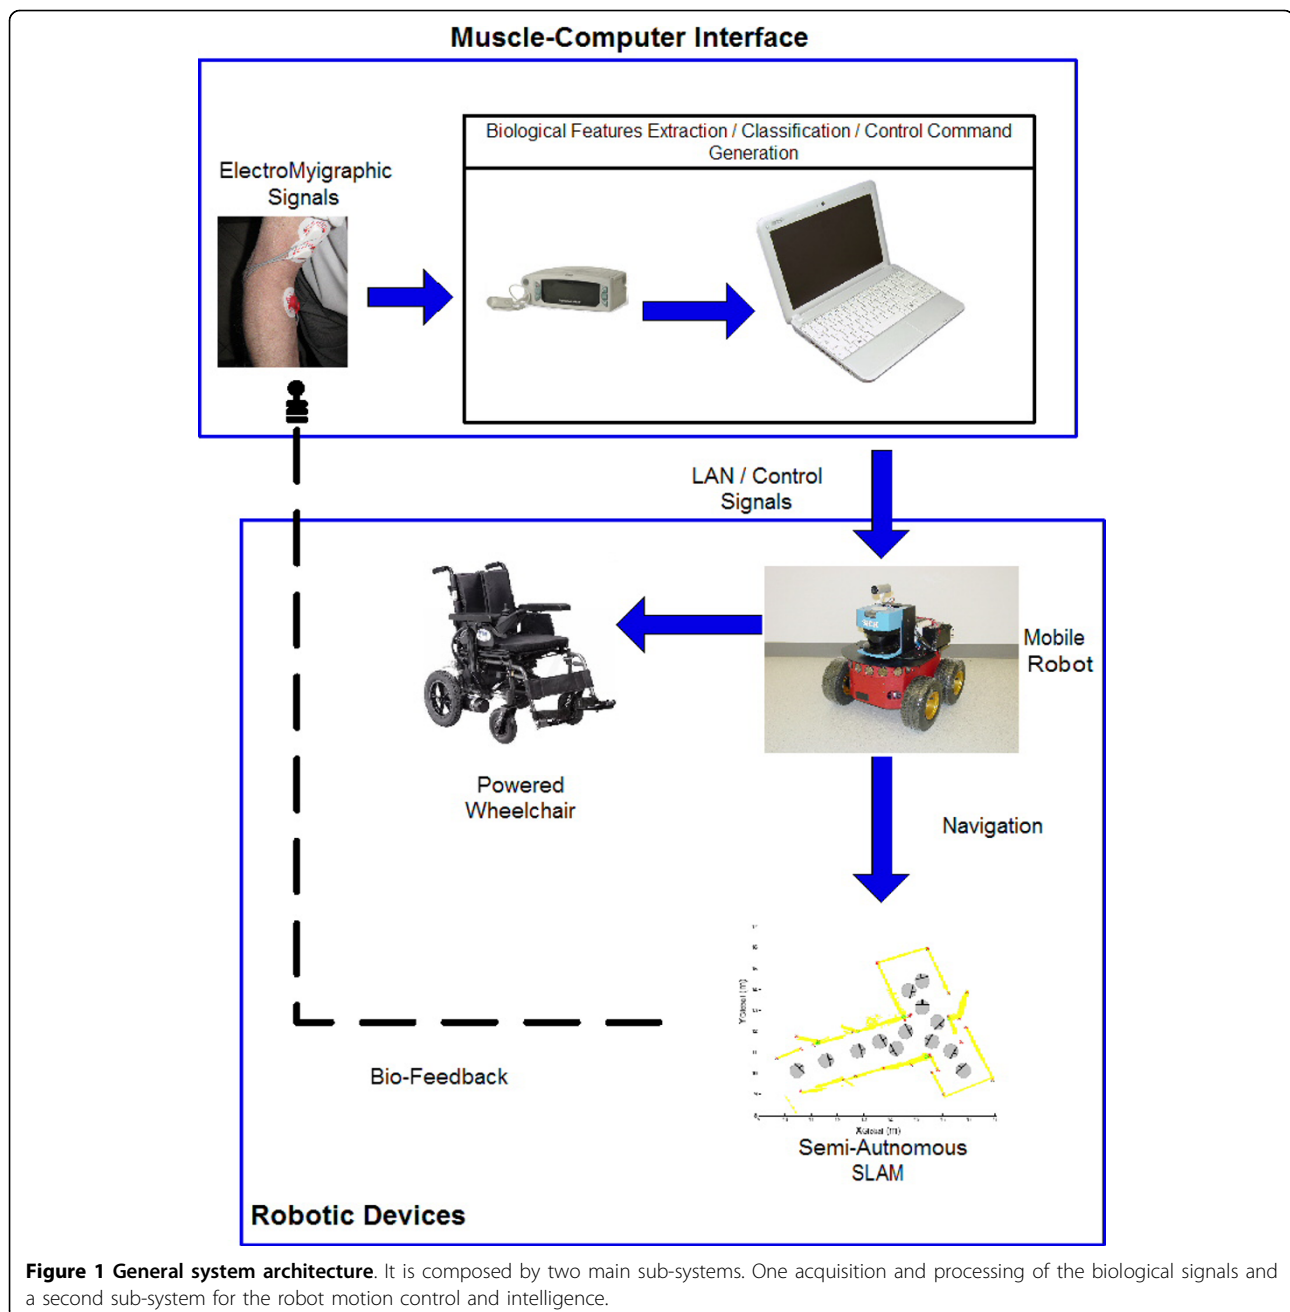 Muscle-Computer Interface
Biological Features Extraction / Classification / Control Command
Generation
ElectroMyigraphic
Signals
LAN / Control
Signals
Mobile
Robot
Powered
Wheelchair
Navigation
Y Global (m)
X Global (m)
Bio-Feedback
Semi-Autnomous
SLAM
Robotic Devices
Figure 1 General system architecture. It is composed by two main sub-systems. One acquisition and processing of the biological signals and
a second sub-system for the robot motion control and intelligence.